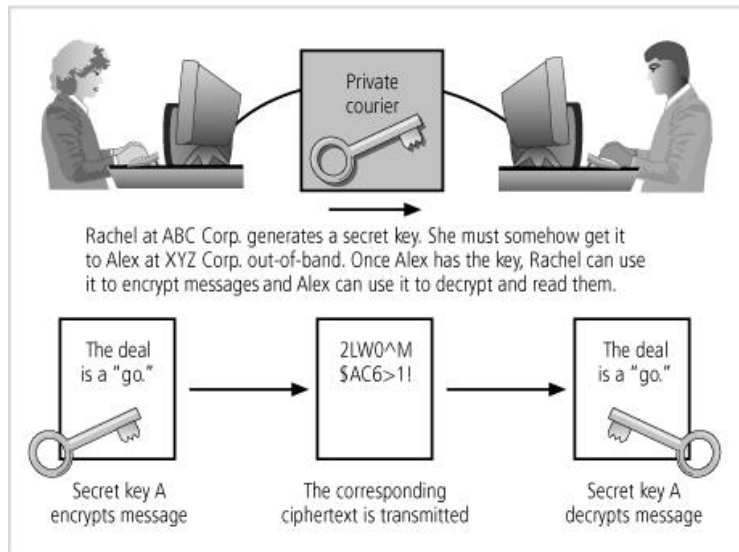 Private
courier
Rachel at ABC Corp. generates a secret key. She must somehow get it
to Alex at XYZ Corp. out-of-band. Once Alex has the key, Rachel can use
it to encrypt messages and Alex can use it to decrypt and read them.
The deal
is a “go.”
2LW0^M
$AC6>1!
The deal
is a “go.”
Secret key A
encrypts message
The corresponding
ciphertext is transmitted
Secret key A
decrypts message